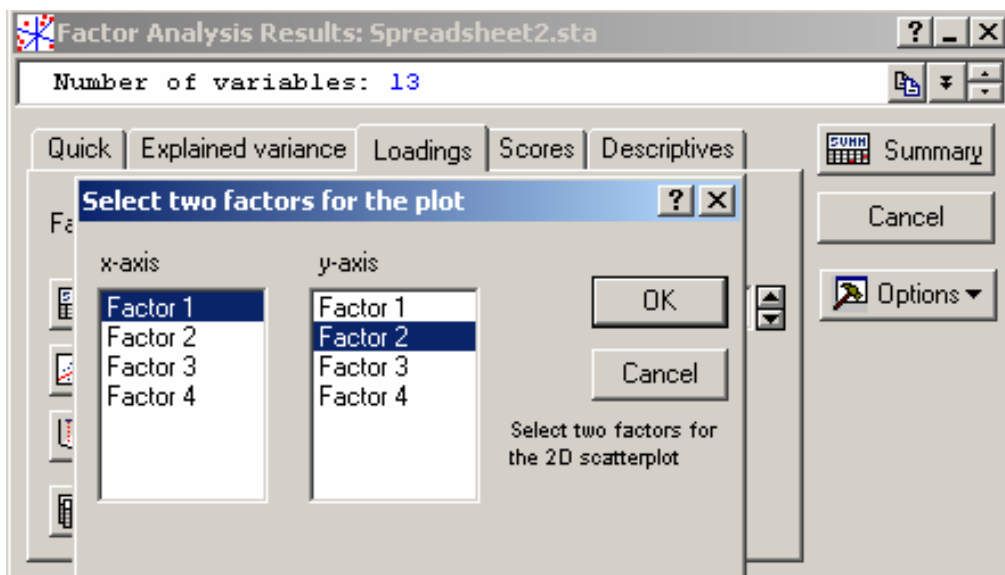 Factor Analysis Results: Spreadsheet2.sta
Number of variables: 13
Quick Explained variance Loadings Scores Descriptives
Summary
Cancel
Options
Select two factors for the plot
x-axis
Factor 1
Factor 2
Factor 3
Factor 4
y-axis
Factor 1
Factor 2
Factor 3
Factor 4
OK
Cancel
Select two factors for
the 2D scatterplot